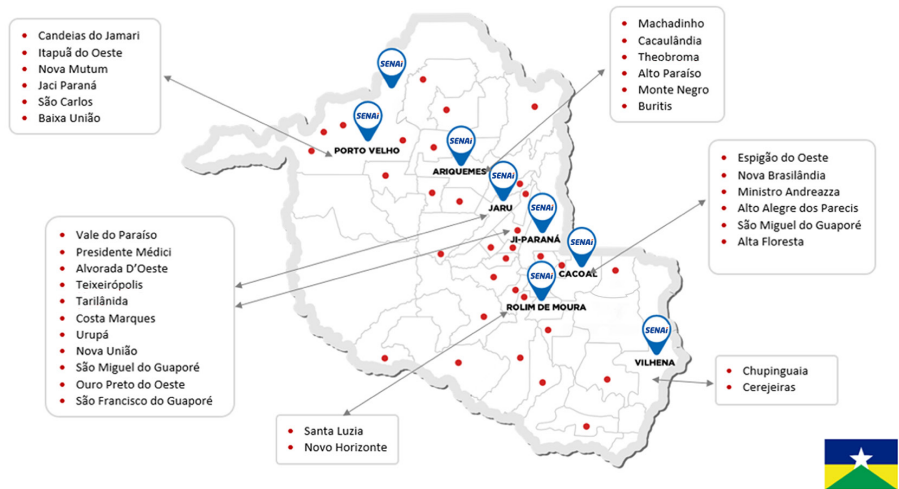 Candeias do Jamari
Itapuã do Oeste
Nova Mutum
Jaci Paraná
São Carlos
Baixa União
Machadinho
Cacaulândia
Theobroma
Alto Paraíso
Monte Negro
Buritis
SENAI
SENAI
PORTO VELHO
SENAI
ARIQUEMES
SENAI
JARU
SENAI
JI-PARANÁ
SENAI
CACOAL
SENAI
ROLIM DE MOURA
SENAI
VILHENA
Espigão do Oeste
Nova Brasilândia
Ministro Andreazza
Alto Alegre dos Parecis
São Miguel do Guaporé
Alta Floresta
Vale do Paraíso
Presidente Médici
Alvorada D'Oeste
Teixeirópolis
Tarilânida
Costa Marques
Urupá
Nova União
São Miguel do Guaporé
Ouro Preto do Oeste
São Francisco do Guaporé
Chupinguaia
Cerejeiras
Santa Luzia
Novo Horizonte